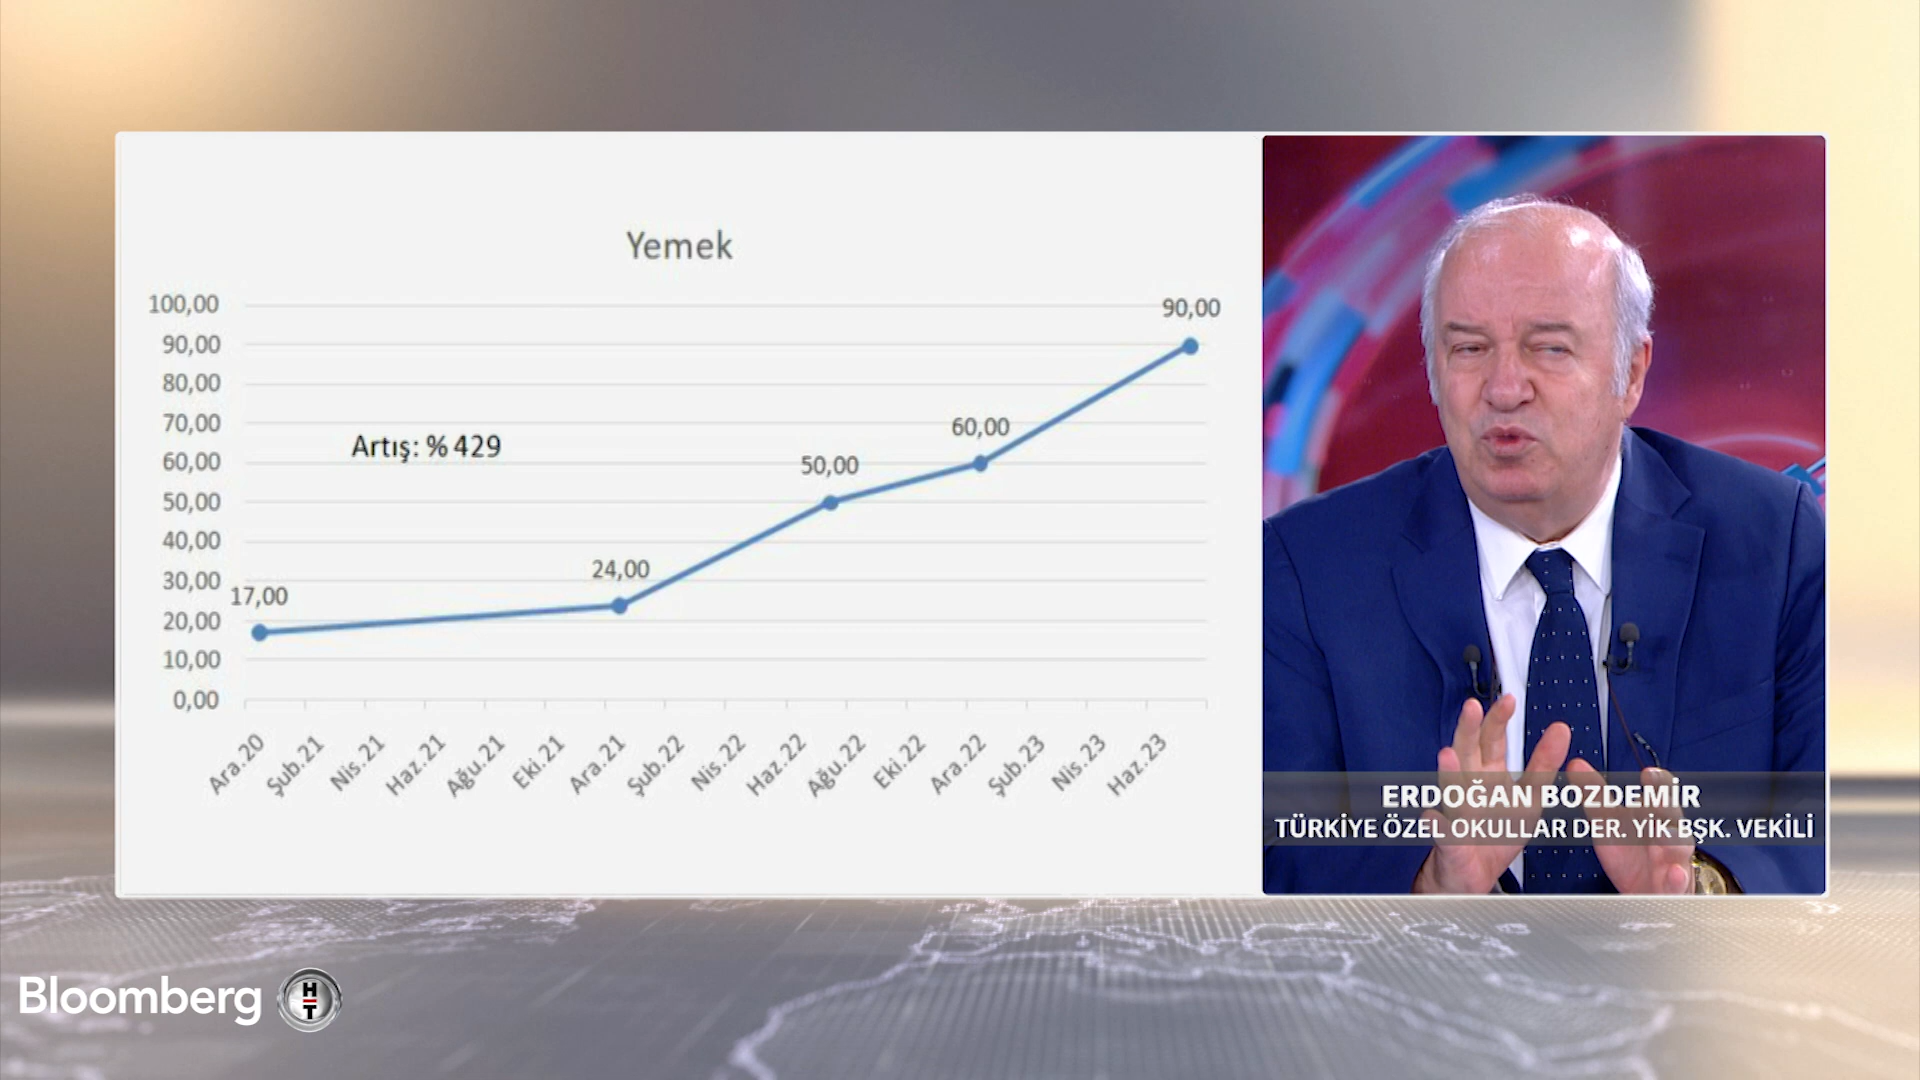 Yemek
100,00
90,00
80,00
70,00
60,00
50,00
40,00
30,00
20,00
10,00
0,00
Artış: % 429
17,00
24,00
50,00
60,00
90,00
Ara.20
Şub.21
Nis.21
Haz.21
Ağu.21
Eki.21
Ara.21
Şub.22
Nis.22
Haz.22
Ağu.22
Eki.22
Ara.22
Şub.23
Nis.23
Haz.23
ERDOĞAN BOZDEMİR
TÜRKİYE ÖZEL OKULLAR DER. YİK BŞK. VEKİLİ
Bloomberg HT